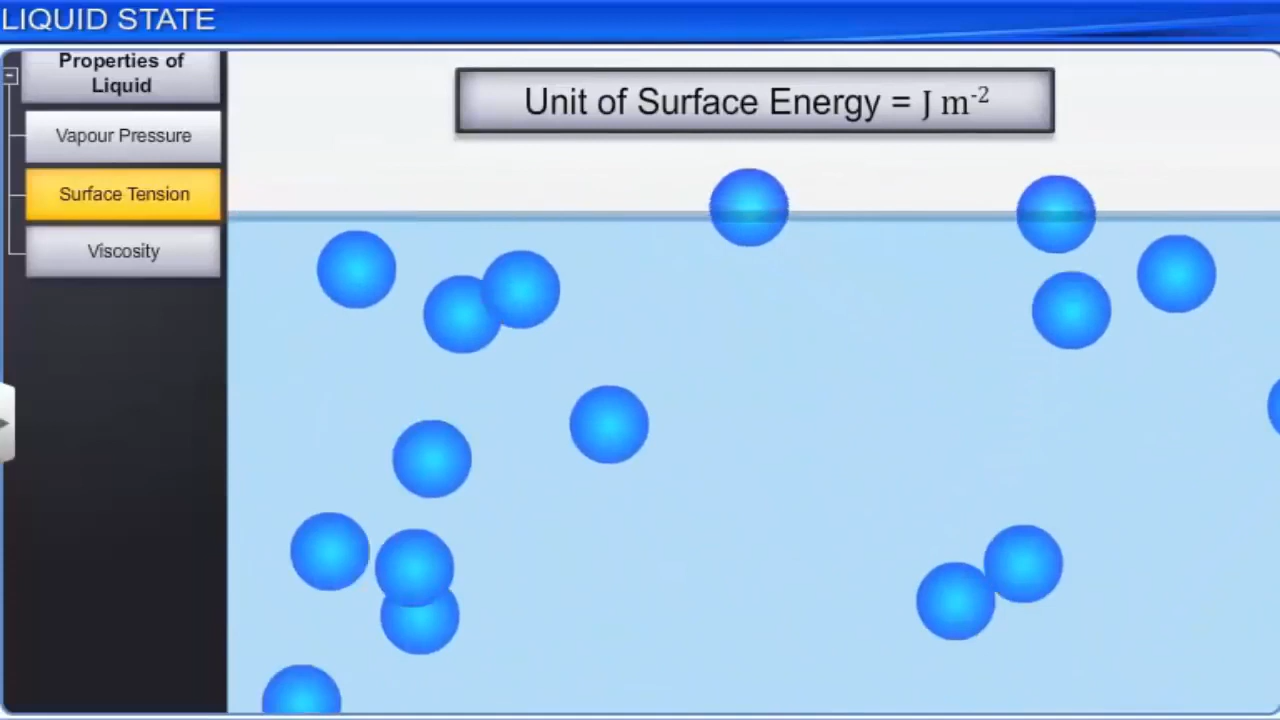 LIQUID STATE
Properties of
Liquid
Vapour Pressure
Surface Tension
Viscosity
Unit of Surface Energy = J m⁻²